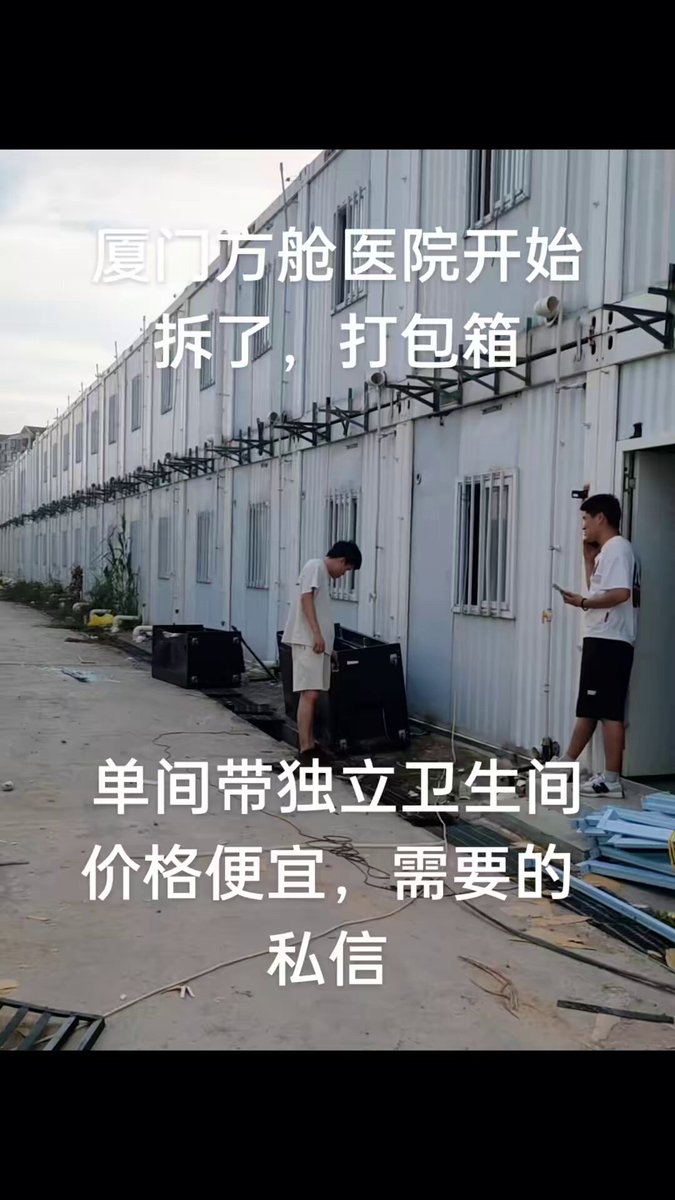 厦门方舱医院开始
拆了，打包箱
单间带独立卫生间
价格便宜，需要的
私信